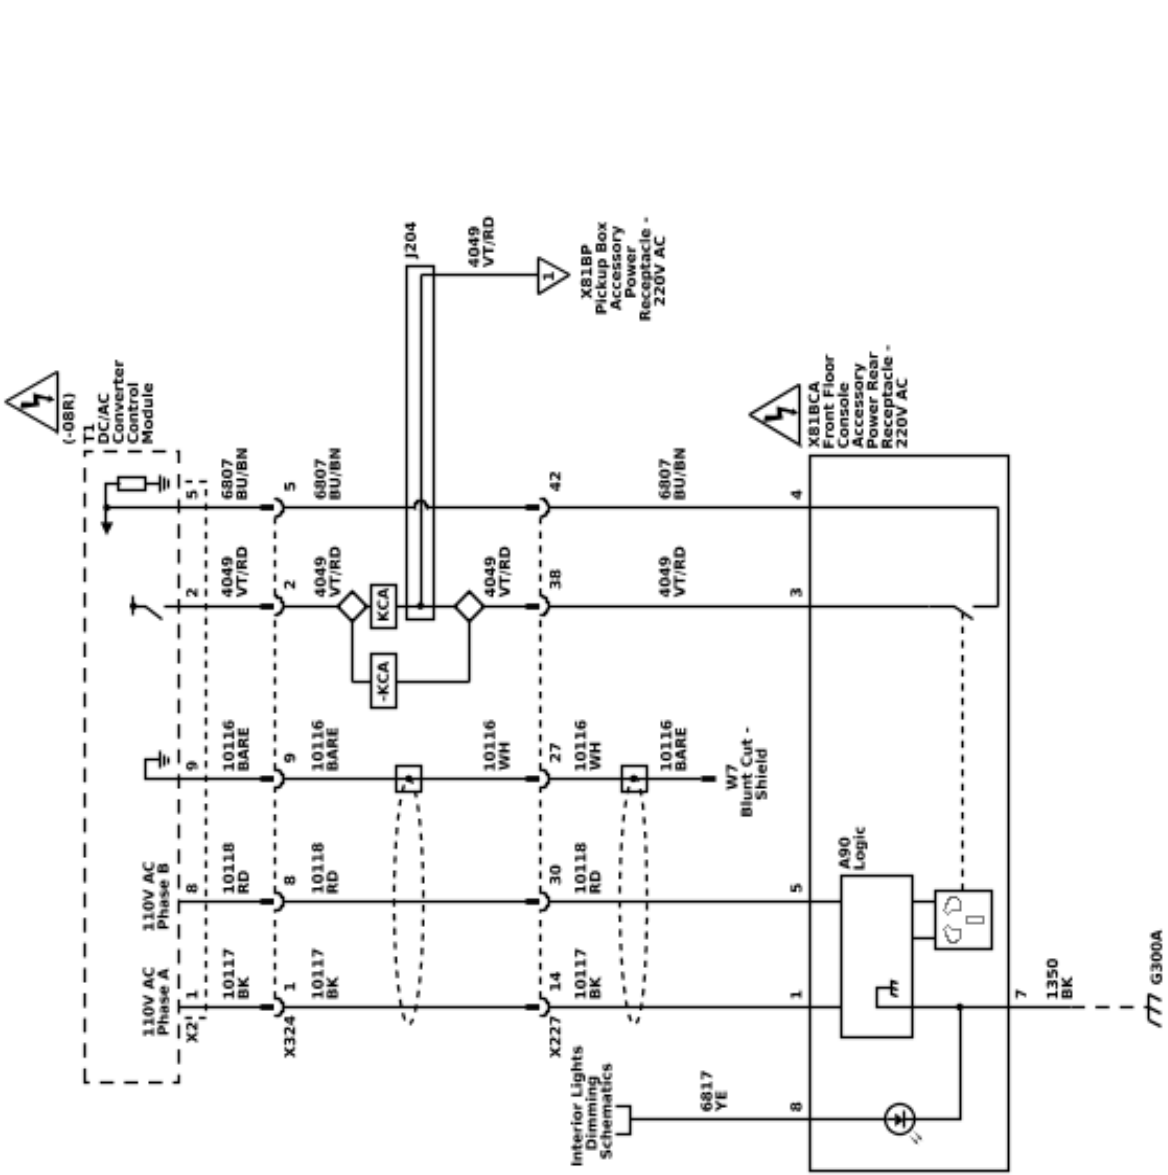 (-08R)
T1
DC/AC
Converter
Control
Module
110V AC
Phase A
110V AC
Phase B
X2
1
8
9
2
5
10117
BK
10118
RD
10116
BARE
4049
VT/RD
6807
BU/BN
X324
1
8
9
2
5
10117
BK
10118
RD
10116
BARE
4049
VT/RD
6807
BU/BN
-KCA
KCA
J204
4049
VT/RD
1
X81BP
Pickup Box
Accessory
Power
Receptacle -
220V AC
10116
WH
4049
VT/RD
X227
14
30
27
38
42
10117
BK
10118
RD
10116
WH
10116
BARE
4049
VT/RD
6807
BU/BN
W7
Blunt Cut -
Shield
Interior Lights
Dimming
Schematics
6817
YE
8
1
5
3
4
X81BCA
Front Floor
Console
Accessory
Power Rear
Receptacle -
220V AC
A90
Logic
7
1350
BK
G300A